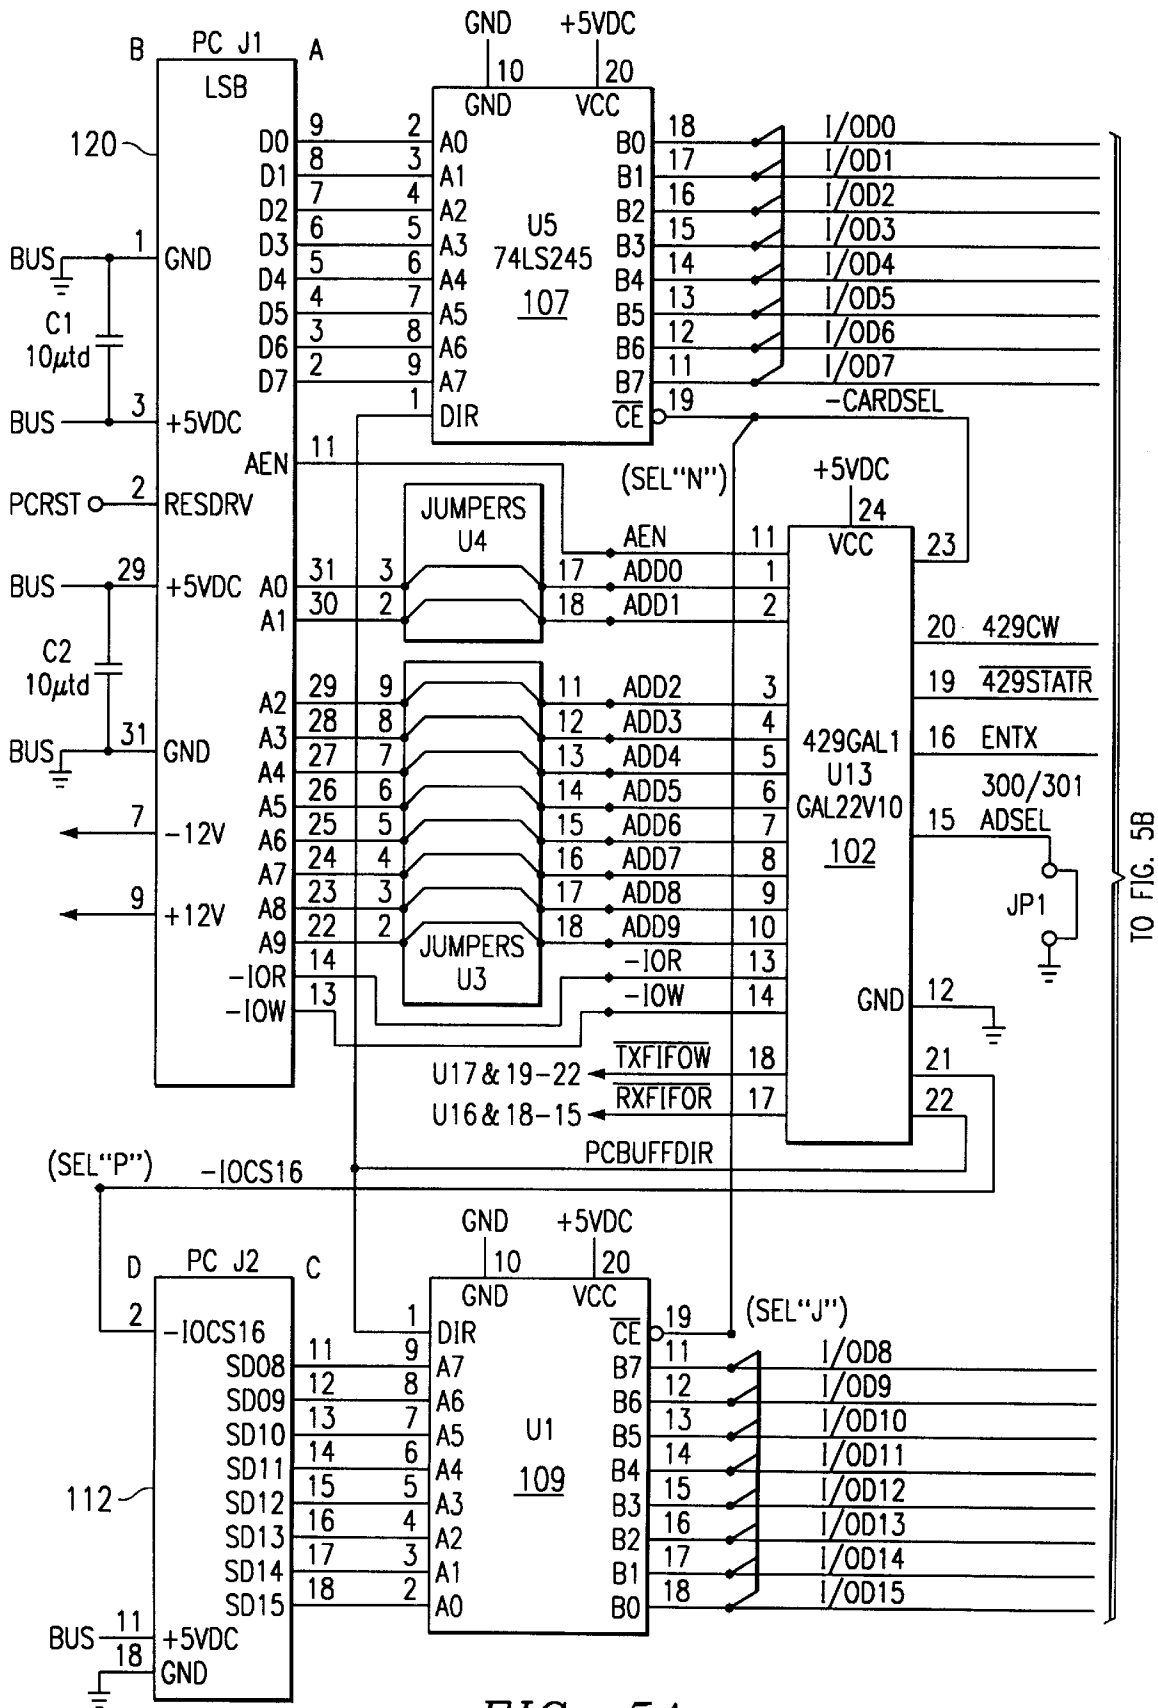 GND +5VDC
B PC J1 A
10 20
LSB GND VCC
120
D0 9 2 A0 B0 18 I/OD0
D1 8 3 A1 B1 17 I/OD1
D2 7 4 A2 B2 16 I/OD2
D3 6 5 A3 B3 15 I/OD3
D4 5 6 A4 B4 14 I/OD4
D5 4 7 A5 B5 13 I/OD5
D6 3 8 A6 B6 12 I/OD6
D7 2 9 A7 B7 11 I/OD7
1 DIR CE 19 -CARDSEL
U5
74LS245
107
BUS 1 GND
C1
10μtd
BUS 3 +5VDC
AEN 11
PCRST 2 RESDRV
BUS 29 +5VDC
C2
10μtd
BUS 31 GND
7 -12V
9 +12V
(SEL"N")
+5VDC
24
VCC
JUMPERS
U4
AEN 11 23
A0 31 3 17 ADD0 1
A1 30 2 18 ADD1 2
A2 29 9 11 ADD2 3
A3 28 8 12 ADD3 4
A4 27 7 13 ADD4 5
A5 26 6 14 ADD5 6
A6 25 5 15 ADD6 7
A7 24 4 16 ADD7 8
A8 23 3 17 ADD8 9
A9 22 2 18 ADD9 10
JUMPERS
U3
-IOR 14 -IOR 13
-IOW 13 -IOW 14
20 429CW
19 429STATR
16 ENTX
300/301
15 ADSEL
JP1
429GAL1
U13
GAL22V10
102
GND 12
TO FIG. 5B
U17&19-22 TXFIFOW 18 21
U16&18-15 RXFIFOR 17 22
PCBUFFDIR
(SEL"P") -IOCS16
GND +5VDC
D PC J2 C
10 20
GND VCC
(SEL"J")
2 -IOCS16
1 DIR CE 19
SD08 11 9 A7 B7 11 I/OD8
SD09 12 8 A6 B6 12 I/OD9
SD10 13 7 A5 B5 13 I/OD10
SD11 14 6 A4 B4 14 I/OD11
SD12 15 5 A3 B3 15 I/OD12
SD13 16 4 A2 B2 16 I/OD13
SD14 17 3 A1 B1 17 I/OD14
SD15 18 2 A0 B0 18 I/OD15
U1
109
112
BUS 11 +5VDC
18 GND
FIG. 5A